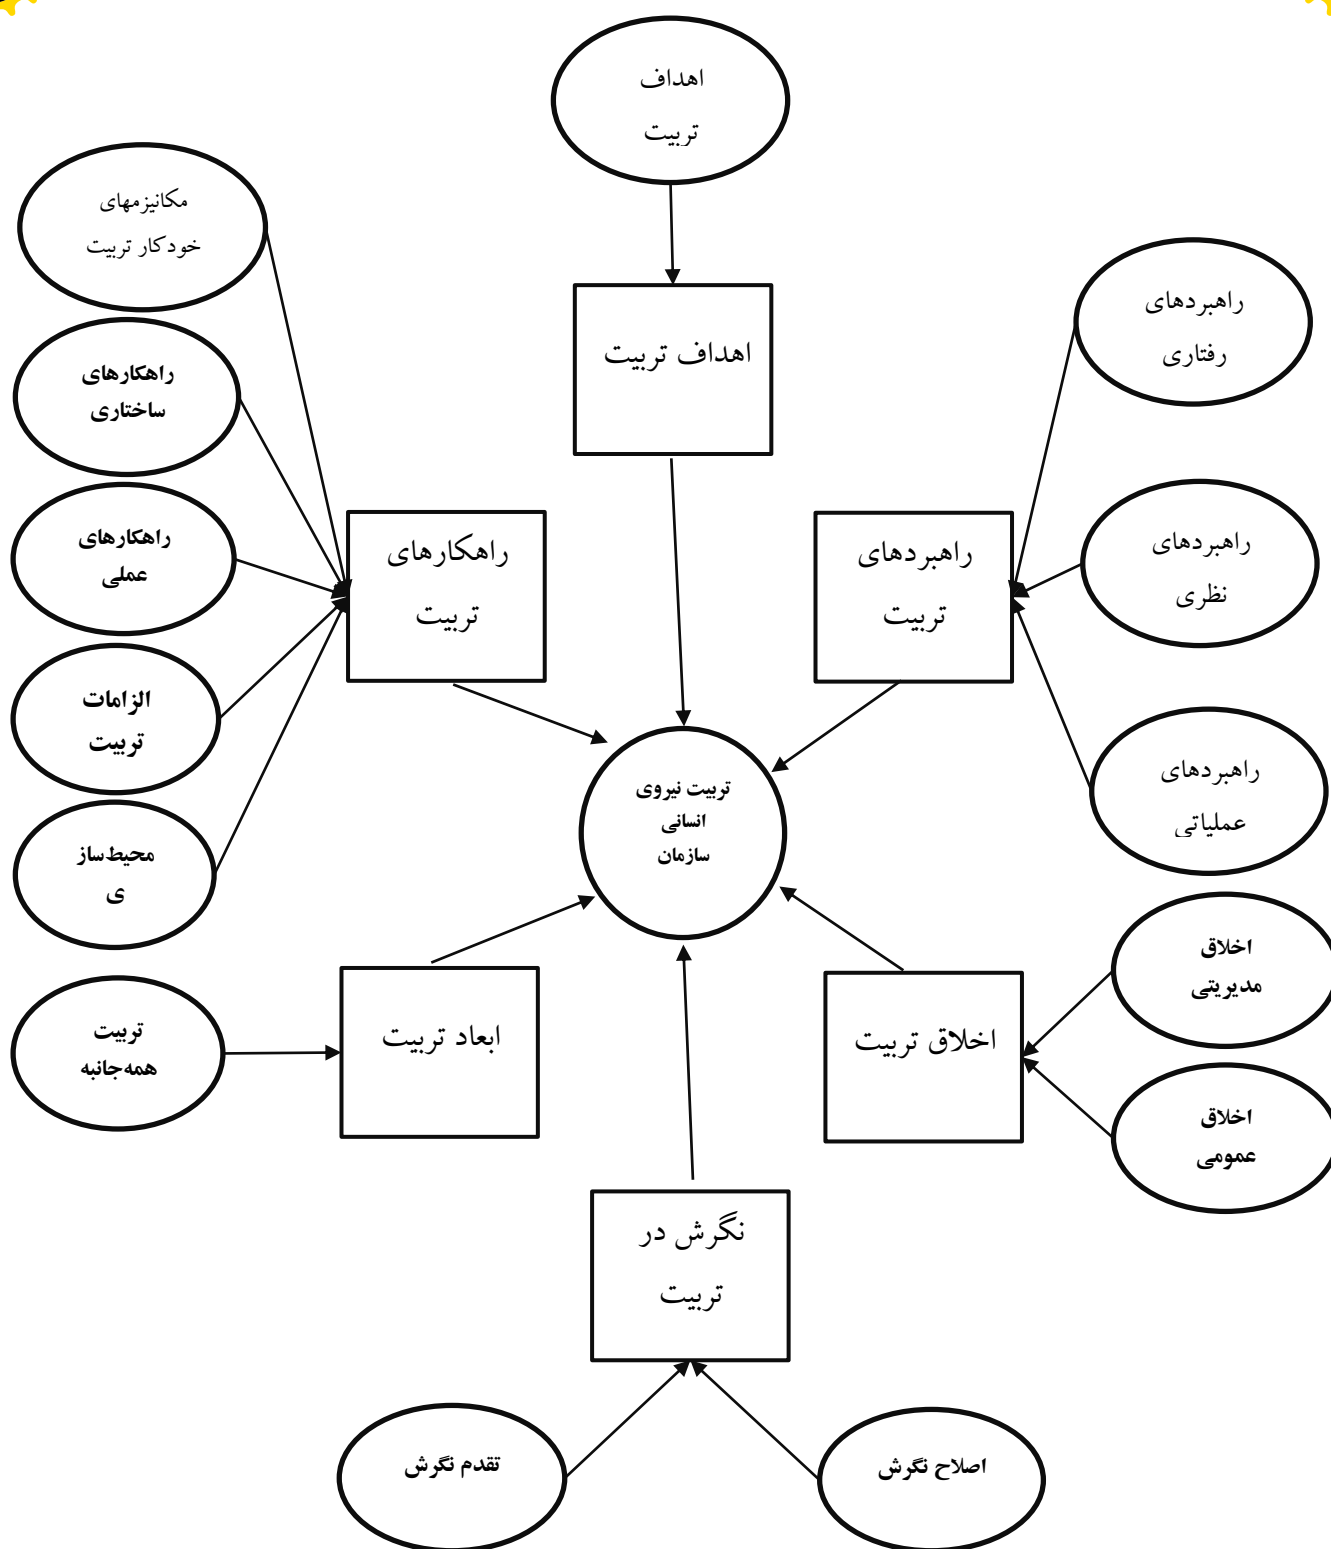 اهداف
تربیت
مکانیزمهای
خودکار تربیت
راهبردهای
رفتاری
اهداف تربیت
راهکارهای
ساختاری
راهکارهای
عملی
راهکارهای
تربیت
راهبردهای
تربیت
راهبردهای
نظری
الزامات
تربیت
راهبردهای
عملیاتی
تربیت نیروی
انسانی
سازمان
محیط‌ساز
ی
اخلاق
مدیریتی
تربیت
همه‌جانبه
ابعاد تربیت
اخلاق تربیت
اخلاق
عمومی
نگرش در
تربیت
اصلاح نگرش
تقدم نگرش